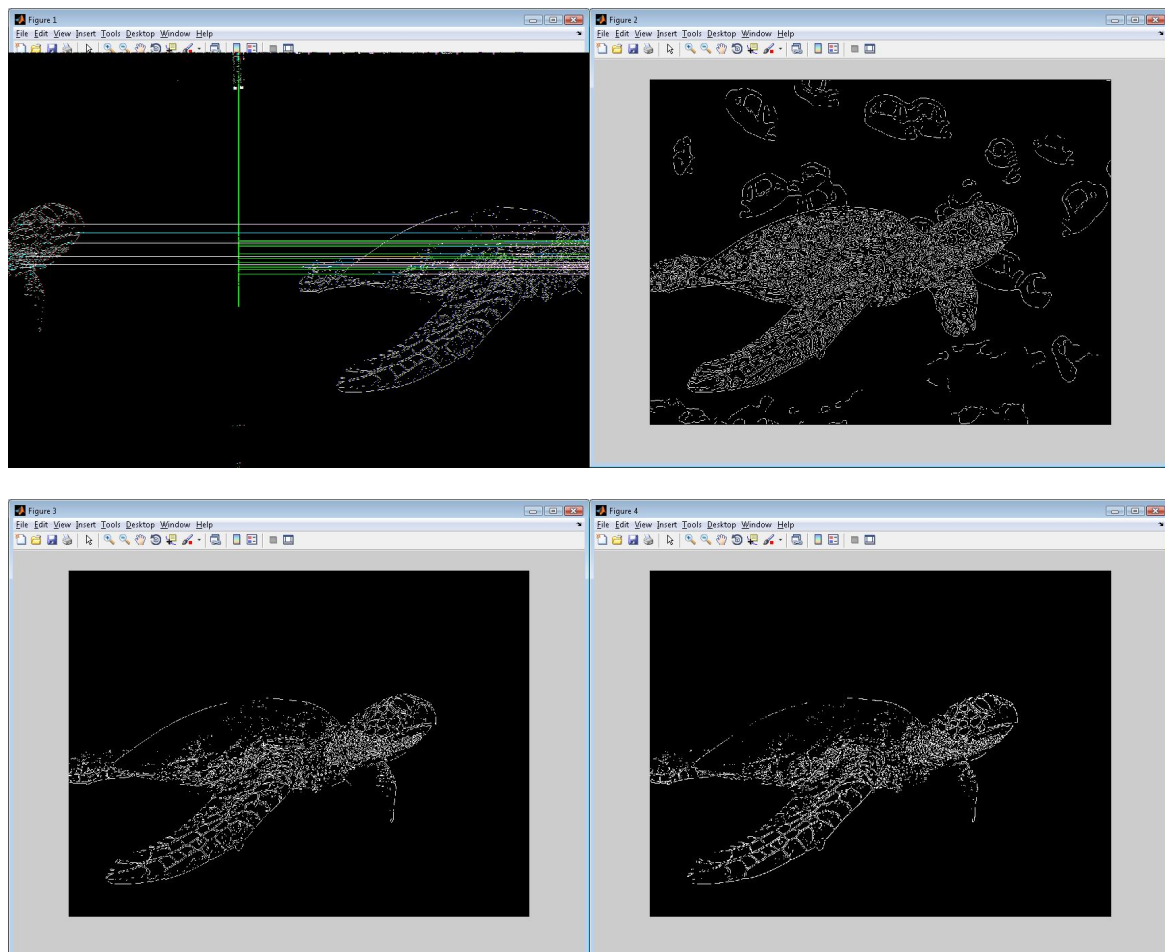 Figure 1
File Edit View Insert Tools Desktop Window Help
Figure 2
File Edit View Insert Tools Desktop Window Help
Figure 3
File Edit View Insert Tools Desktop Window Help
Figure 4
File Edit View Insert Tools Desktop Window Help